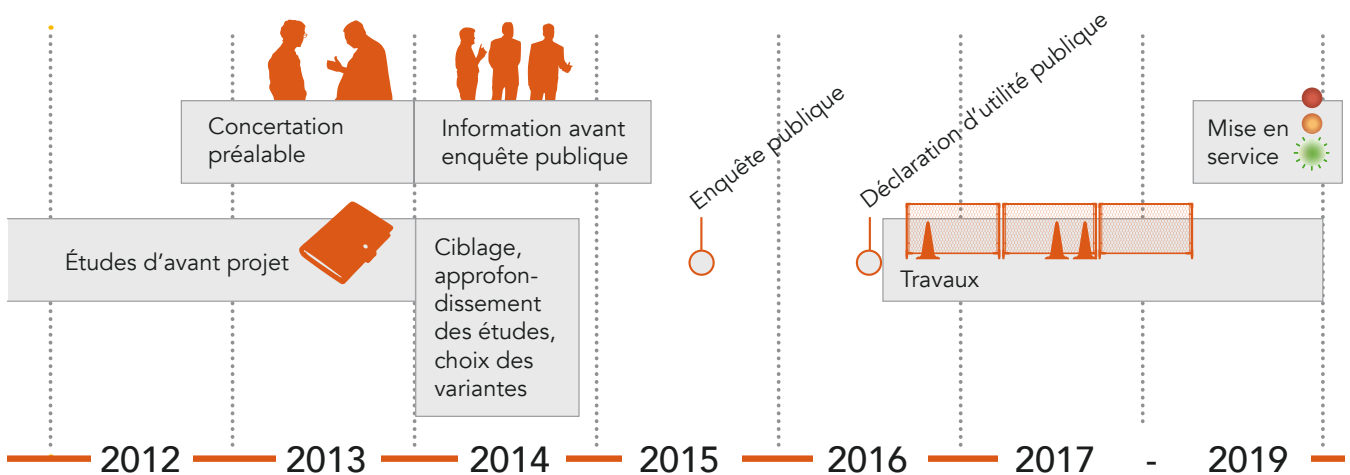 Concertation
préalable
Information avant
enquête publique
Enquête publique
Déclaration d'utilité publique
Mise en
service
Études d'avant projet
Ciblage,
approfon-
dissement
des études,
choix des
variantes
Travaux
2012 2013 2014 2015 2016 2017 - 2019